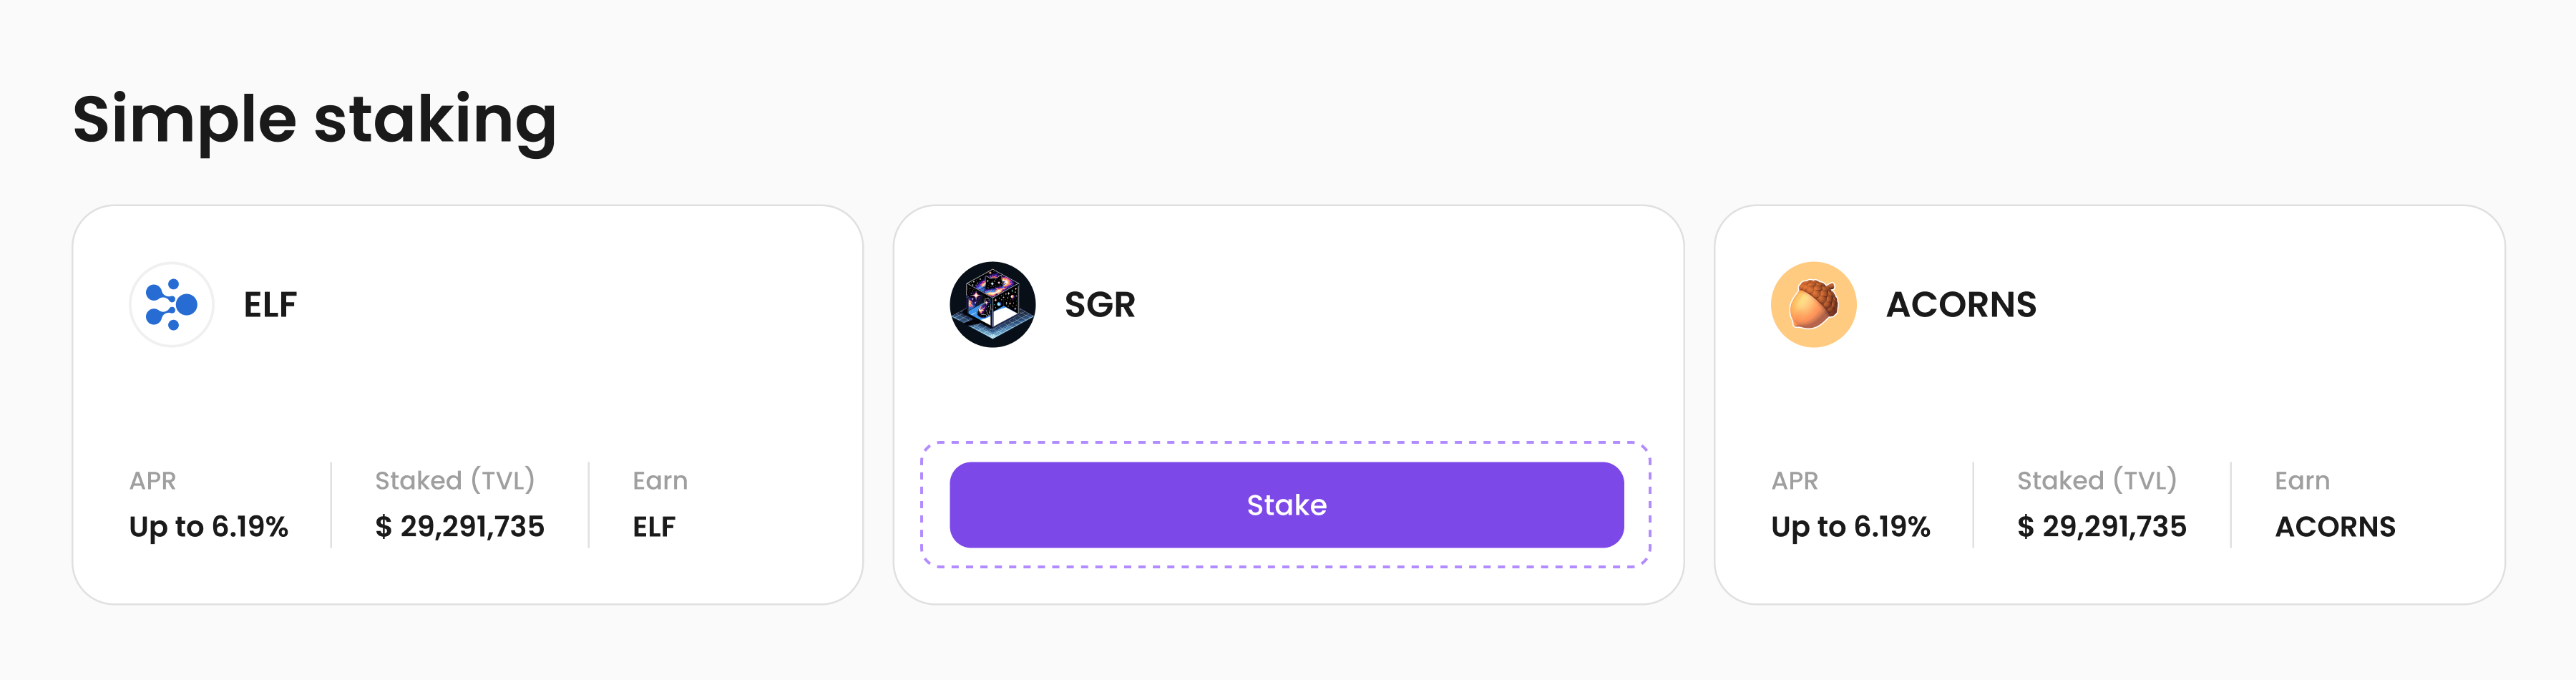 Simple staking
ELF
APR
Up to 6.19%
Staked (TVL)
$ 29,291,735
Earn
ELF
SGR
Stake
ACORNS
APR
Up to 6.19%
Staked (TVL)
$ 29,291,735
Earn
ACORNS